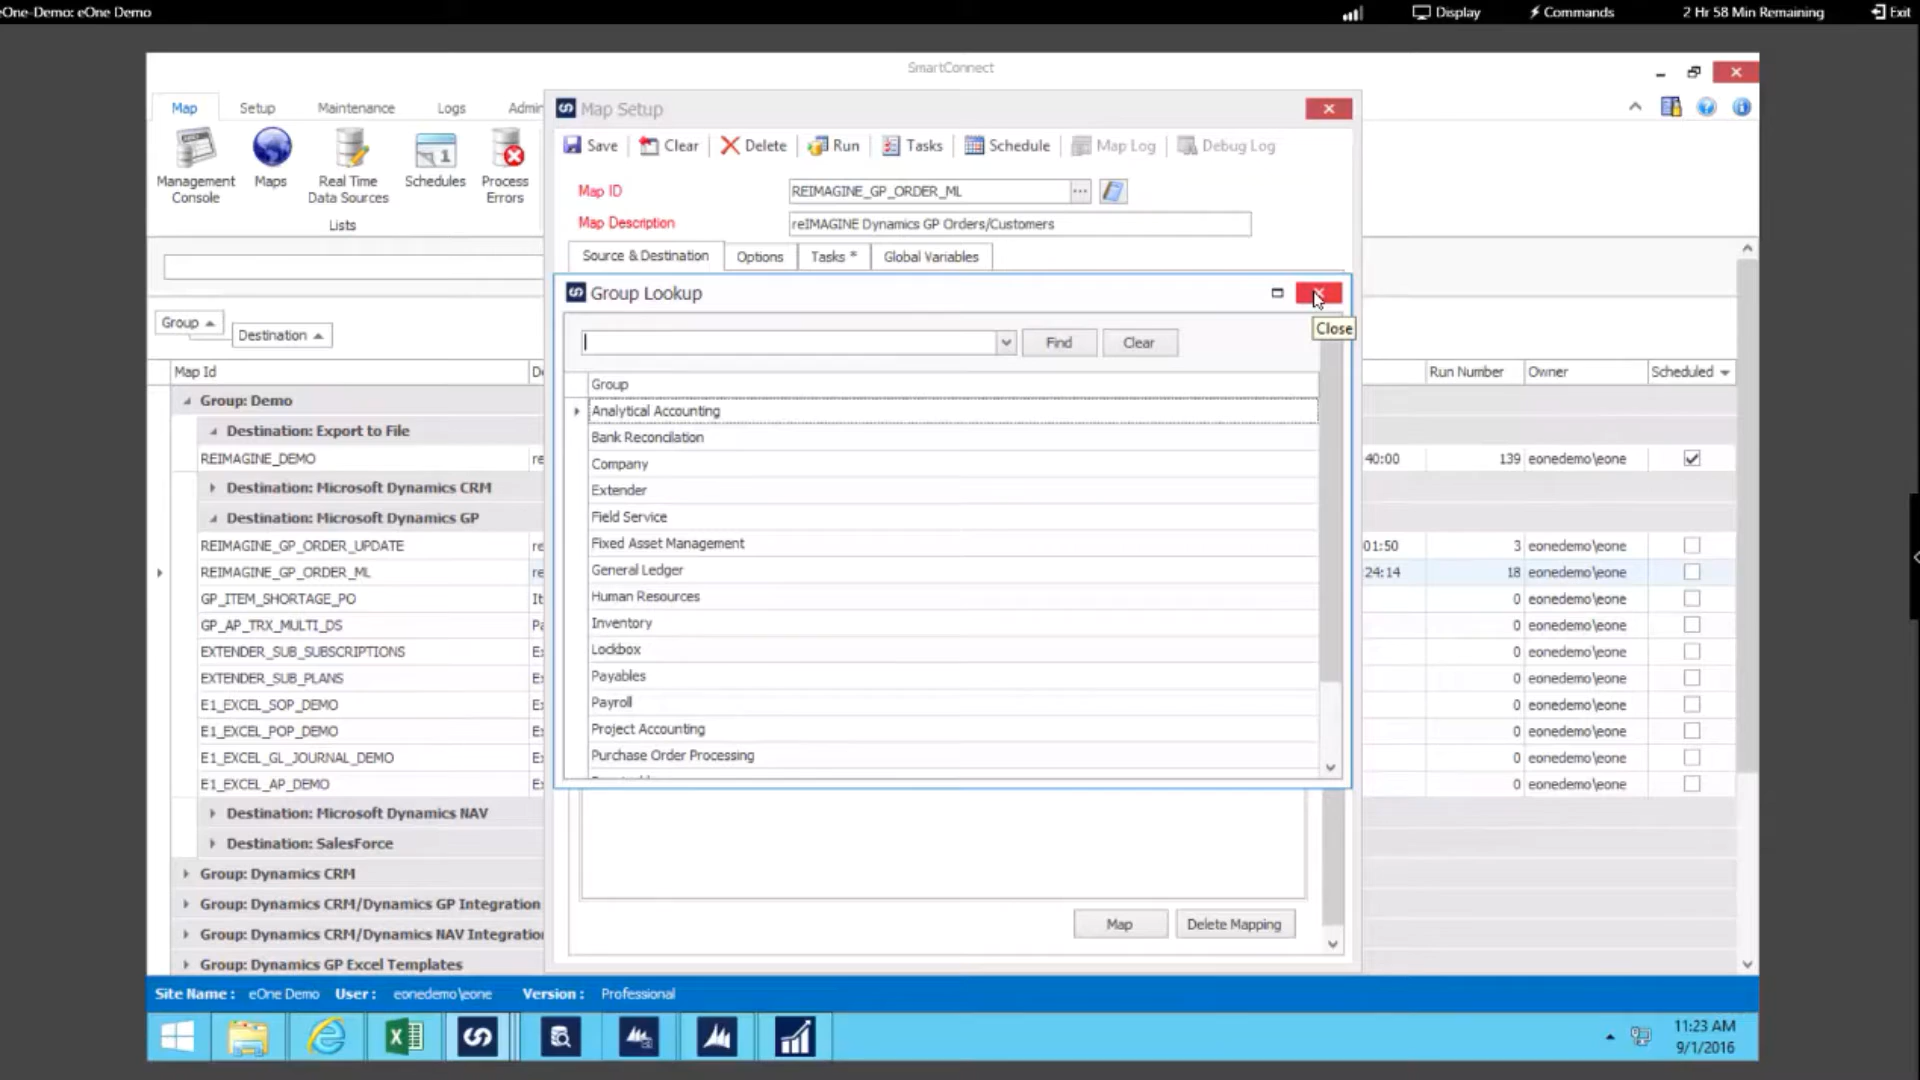 eOne-Demo: eOne Demo
Display
Commands
2 Hr 58 Min Remaining
Exit
SmartConnect
Map
Setup
Maintenance
Logs
Management Console
Maps
Real Time Data Sources
Schedules
Process Errors
Lists
Map Setup
Save
Clear
Delete
Run
Tasks
Schedule
Map Log
Debug Log
Map ID
REIMAGINE_GP_ORDER_ML
Map Description
reIMAGINE Dynamics GP Orders/Customers
Source & Destination
Options
Tasks *
Global Variables
Group Lookup
Close
Find
Clear
Group
Analytical Accounting
Bank Reconciliation
Company
Extender
Field Service
Fixed Asset Management
General Ledger
Human Resources
Inventory
Lockbox
Payables
Payroll
Project Accounting
Purchase Order Processing
Map
Delete Mapping
Group
Destination
Map Id
Run Number
Owner
Scheduled
Group: Demo
Destination: Export to File
REIMAGINE_DEMO
40:00
139
eonedemo\eone
Destination: Microsoft Dynamics CRM
Destination: Microsoft Dynamics GP
REIMAGINE_GP_ORDER_UPDATE
01:50
3
eonedemo\eone
REIMAGINE_GP_ORDER_ML
24:14
18
eonedemo\eone
GP_ITEM_SHORTAGE_PO
0
eonedemo\eone
GP_AP_TRX_MULTI_DS
0
eonedemo\eone
EXTENDER_SUB_SUBSCRIPTIONS
0
eonedemo\eone
EXTENDER_SUB_PLANS
0
eonedemo\eone
E1_EXCEL_SOP_DEMO
0
eonedemo\eone
E1_EXCEL_POP_DEMO
0
eonedemo\eone
E1_EXCEL_GL_JOURNAL_DEMO
0
eonedemo\eone
E1_EXCEL_AP_DEMO
0
eonedemo\eone
Destination: Microsoft Dynamics NAV
Destination: SalesForce
Group: Dynamics CRM
Group: Dynamics CRM/Dynamics GP Integration
Group: Dynamics CRM/Dynamics NAV Integration
Group: Dynamics GP Excel Templates
Site Name : eOne Demo User : eonedemo\eone Version : Professional
11:23 AM
9/1/2016